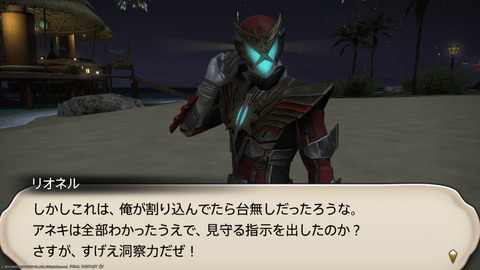 リオネル
しかしこれは、俺が割り込んでたら台無しだったろうな。
アネキは全部わかったうえで、見守る指示を出したのか？
さすが、すげえ洞察力だぜ！